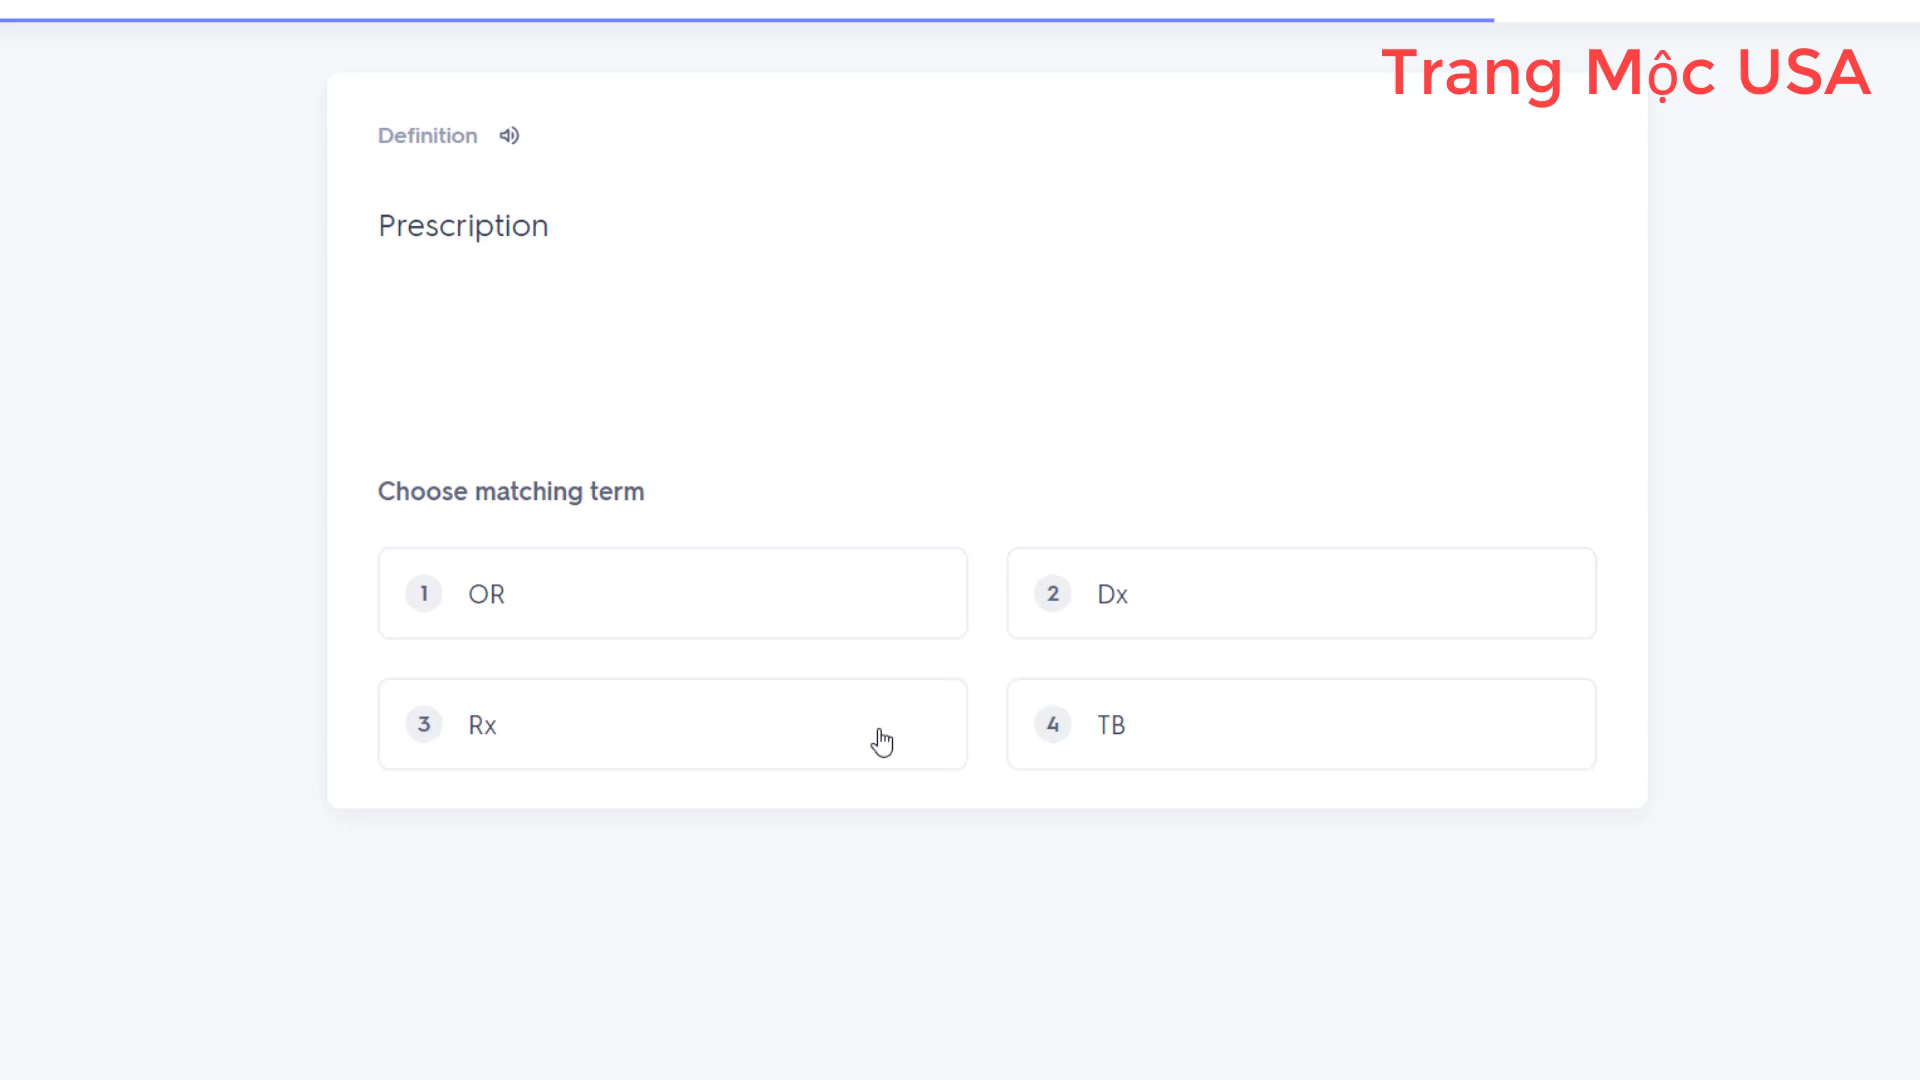 Trang Mộc USA
Definition
Prescription
Choose matching term
1 OR
2 Dx
3 Rx
4 TB